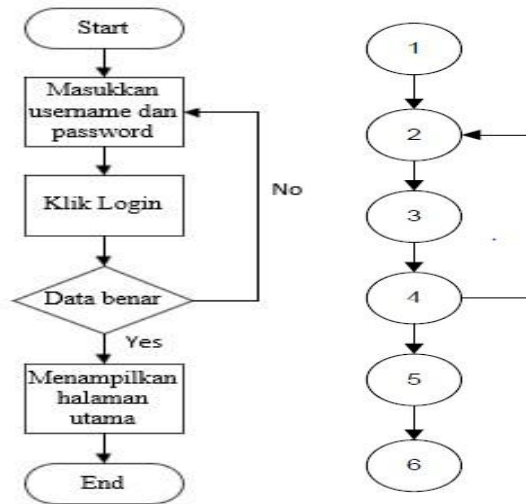 Start
Masukkan
username dan
password
Klik Login
No
Data benar
Yes
Menampilkan
halaman
utama
End
1
2
3
4
5
6